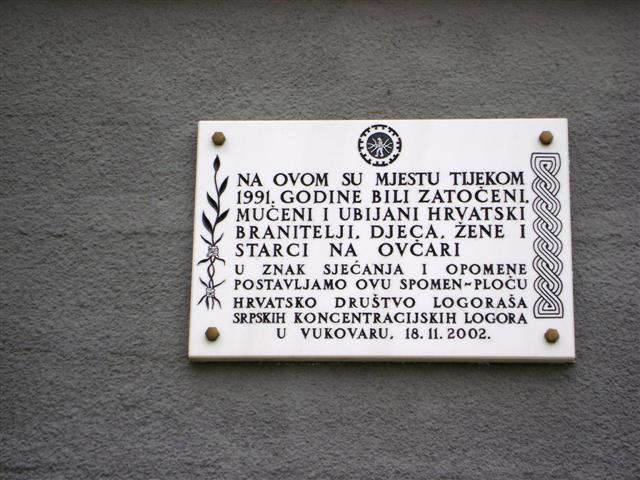 NA OVOM SU MJESTU TIJEKOM
1991. GODINE BILI ZATOČENI,
MUČENI I UBIJANI HRVATSKI
BRANITELJI, DJECA, ŽENE I
STARCI NA OVČARI
U ZNAK SJEĆANJA I OPOMENE
POSTAVLJAMO OVU SPOMEN-PLOČU
HRVATSKO DRUŠTVO LOGORAŠA
SRPSKIH KONCENTRACIJSKIH LOGORA
U VUKOVARU, 18.11.2002.